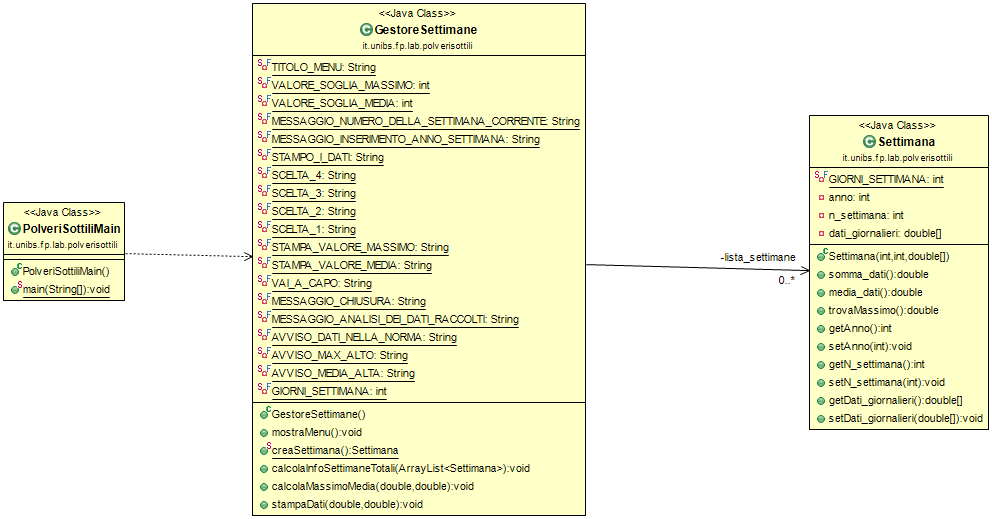 <<Java Class>>
PolveriSottiliMain
it.unibs.fp.lab.polverisottili
PolveriSottiliMain()
main(String[]):void
<<Java Class>>
GestoreSettimane
it.unibs.fp.lab.polverisottili
TITOLO_MENU: String
VALORE_SOGLIA_MASSIMO: int
VALORE_SOGLIA_MEDIA: int
MESSAGGIO_NUMERO_DELLA_SETTIMANA_CORRENTE: String
MESSAGGIO_INSERIMENTO_ANNO_SETTIMANA: String
STAMPO_I_DATI: String
SCELTA_4: String
SCELTA_3: String
SCELTA_2: String
SCELTA_1: String
STAMPA_VALORE_MASSIMO: String
STAMPA_VALORE_MEDIA: String
VAI_A_CAPO: String
MESSAGGIO_CHIUSURA: String
MESSAGGIO_ANALISI_DEI_DATI_RACCOLTI: String
AVVISO_DATI_NELLA_NORMA: String
AVVISO_MAX_ALTO: String
AVVISO_MEDIA_ALTA: String
GIORNI_SETTIMANA: int
GestoreSettimane()
mostraMenu():void
creaSettimana():Settimana
calcolaInfoSettimaneTotali(ArrayList<Settimana>):void
calcolaMassimoMedia(double,double):void
stampaDati(double,double):void
-lista_settimane
0..*
<<Java Class>>
Settimana
it.unibs.fp.lab.polverisottili
GIORNI_SETTIMANA: int
anno: int
n_settimana: int
dati_giornalieri: double[]
Settimana(int,int,double[])
somma_dati():double
media_dati():double
trovaMassimo():double
getAnno():int
setAnno(int):void
getN_settimana():int
setN_settimana(int):void
getDati_giornalieri():double[]
setDati_giornalieri(double[]):void